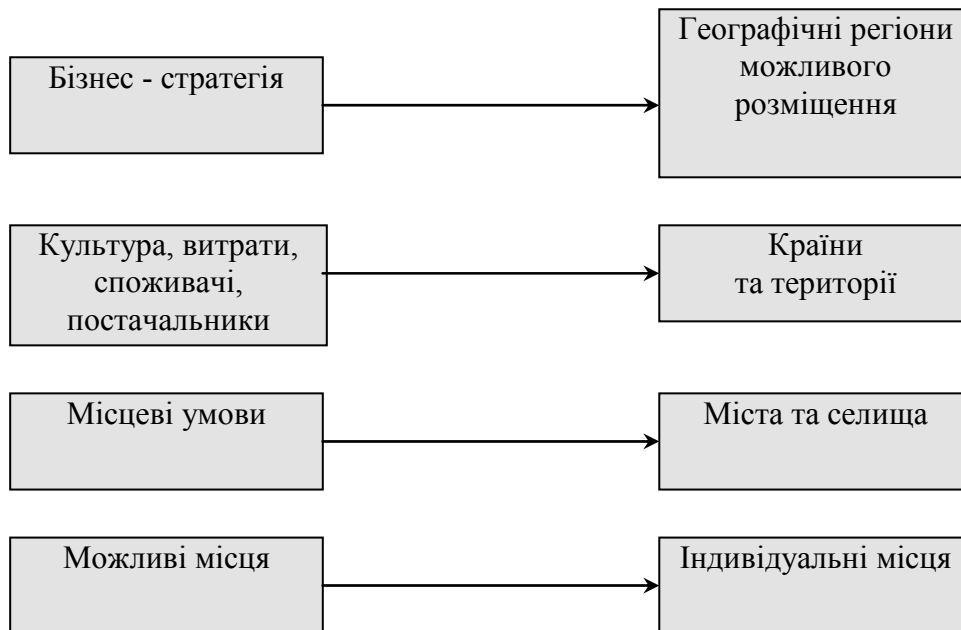 Бізнес - стратегія
Географічні регіони
можливого
розміщення
Культура, витрати,
споживачі,
постачальники
Країни
та території
Місцеві умови
Міста та селища
Можливі місця
Індивідуальні місця